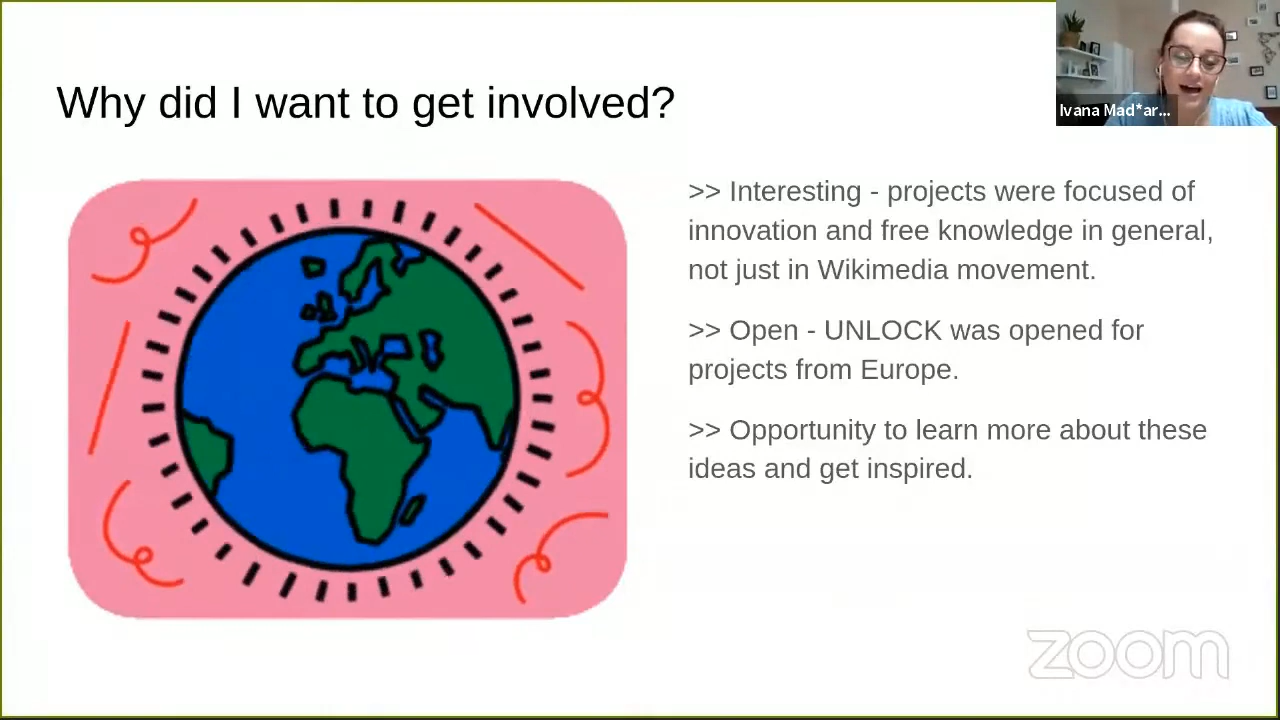 Why did I want to get involved?
Ivana Mad*ar...
>> Interesting - projects were focused of
innovation and free knowledge in general,
not just in Wikimedia movement.
>> Open - UNLOCK was opened for
projects from Europe.
>> Opportunity to learn more about these
ideas and get inspired.
zoom